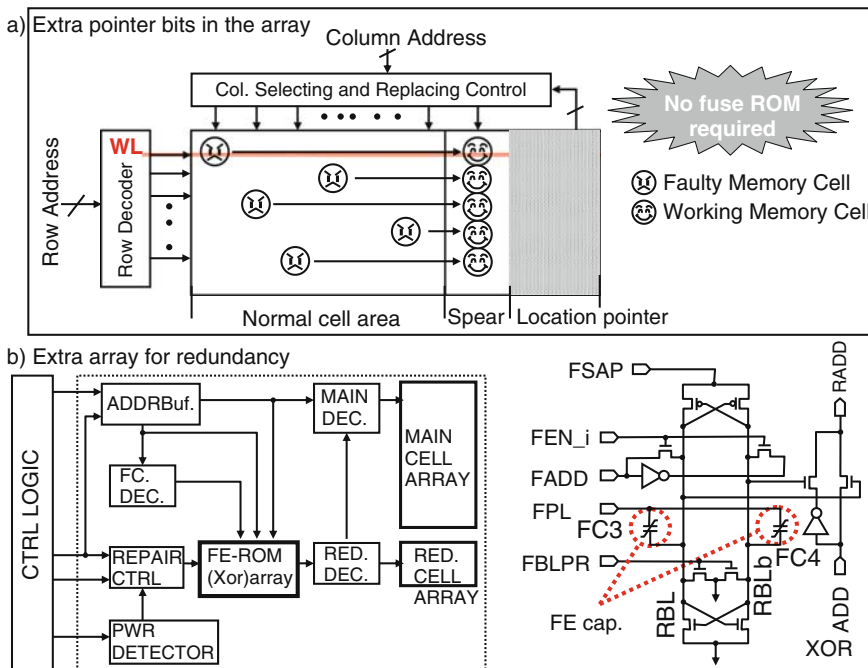 a) Extra pointer bits in the array
Column Address
Col. Selecting and Replacing Control
No fuse ROM
required
WL
Row Address
Row Decoder
Faulty Memory Cell
Working Memory Cell
Normal cell area
Spear
Location pointer
b) Extra array for redundancy
CTRL LOGIC
ADDRBuf.
MAIN
DEC.
MAIN
CELL
ARRAY
FC.
DEC.
REPAIR
CTRL
FE-ROM
(Xor)array
RED.
DEC.
RED.
CELL
ARRAY
PWR
DETECTOR
FSAP
RADD
FEN_i
FADD
FPL
FC3
FC4
FBLPR
RBL
RBLb
FE cap.
ADD
XOR